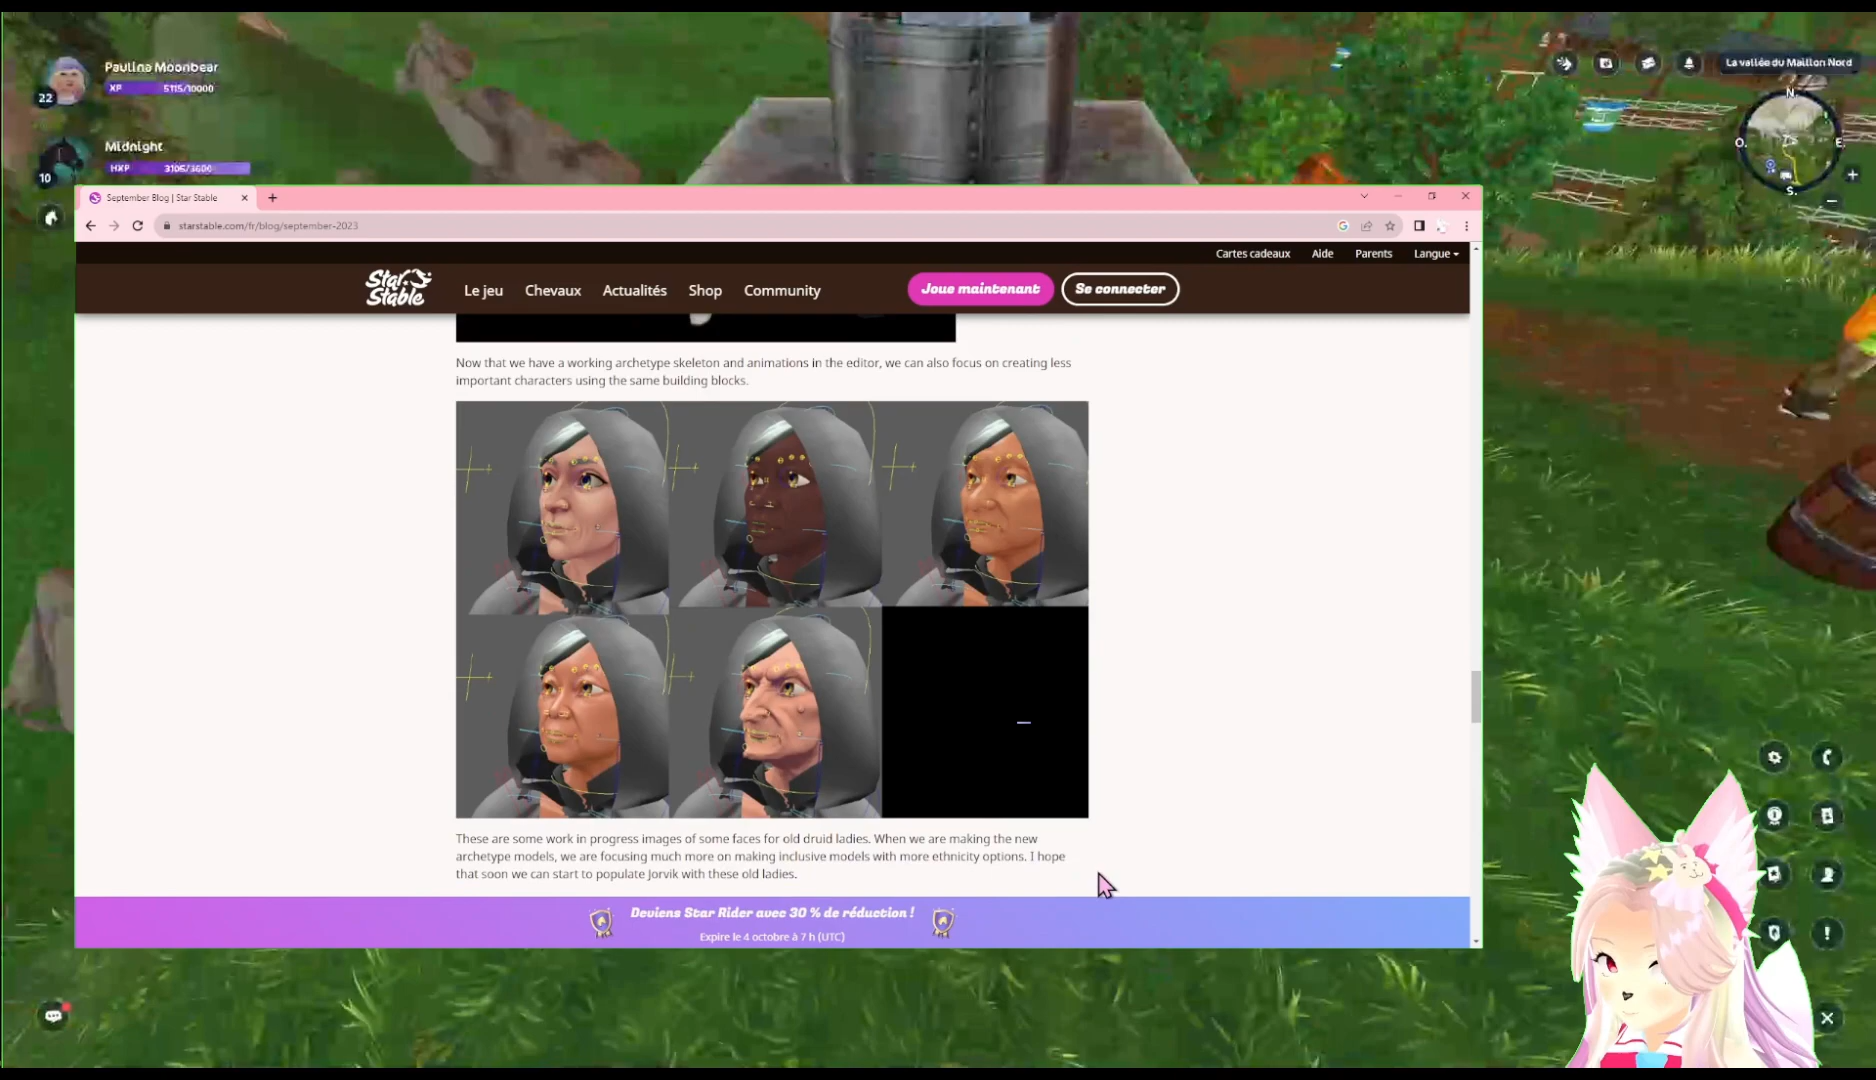 Paulina Moonbear
XP 5115/10000
22
Midnight
HXP 3105/3600
10
La vallée du Maillon Nord
N.
O.
E.
S.
September Blog | Star Stable
starstable.com/fr/blog/september-2023
Cartes cadeaux Aide Parents Langue
Star Stable
Le jeu Chevaux Actualités Shop Community
Joue maintenant Se connecter
Now that we have a working archetype skeleton and animations in the editor, we can also focus on creating less
important characters using the same building blocks.
These are some work in progress images of some faces for old druid ladies. When we are making the new
archetype models, we are focusing much more on making inclusive models with more ethnicity options. I hope
that soon we can start to populate Jorvik with these old ladies.
Deviens Star Rider avec 30 % de réduction !
Expire le 4 octobre à 7 h (UTC)